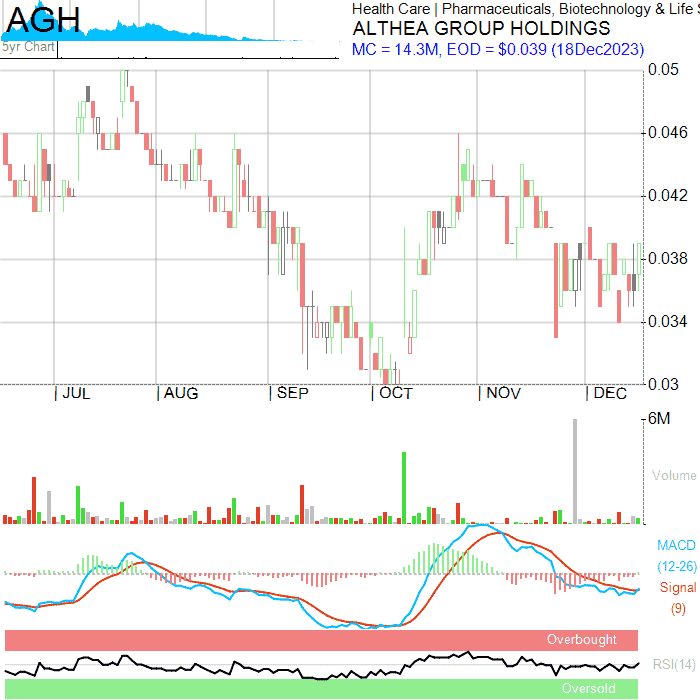 AGH
5yr Chart
Health Care | Pharmaceuticals, Biotechnology & Life
ALTHEA GROUP HOLDINGS
MC = 14.3M, EOD = $0.039 (18Dec2023)
0.05
0.046
0.042
0.038
0.034
0.03
| JUL | AUG | SEP | OCT | NOV | DEC
6M
Volume
MACD
(12-26)
Signal
(9)
Overbought
RSI(14)
Oversold